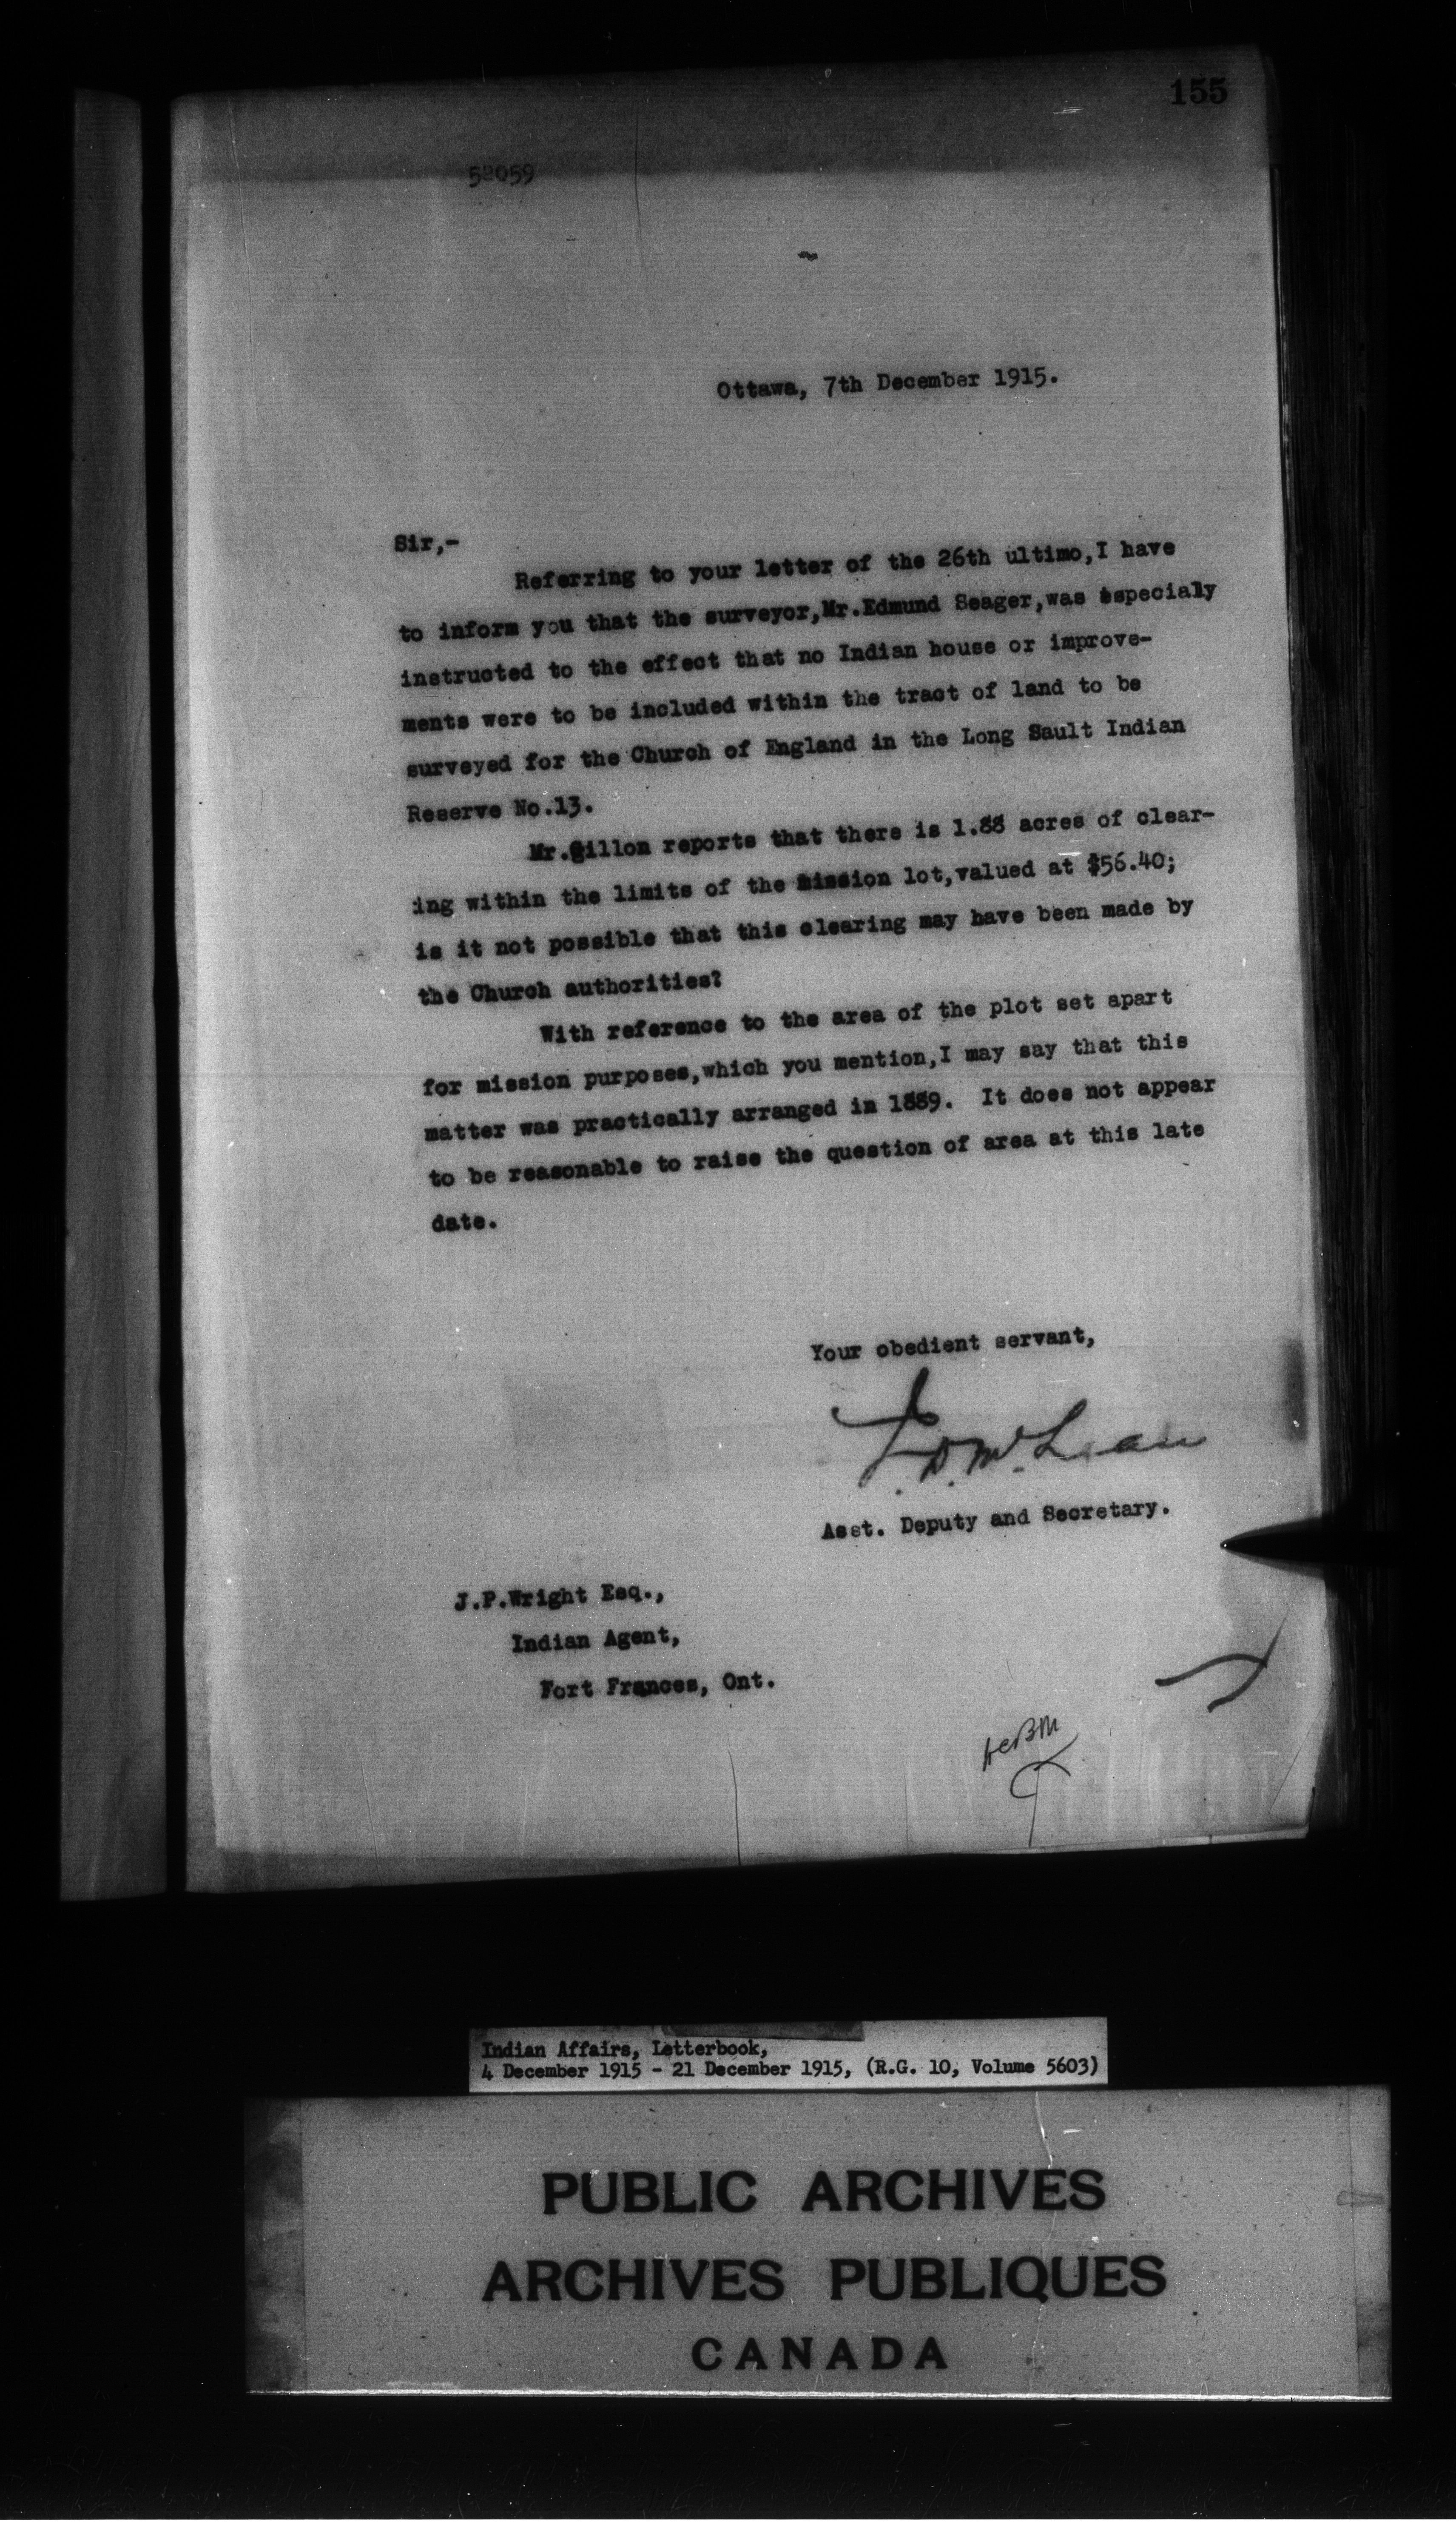 155
52059
Ottawa, 7th December 1915.
Sir,-
Referring to your letter of the 26th ultimo,I have
to inform you that the surveyor,Mr.Edmund Seager,was especialy
instructed to the effect that no Indian house or improve-
ments were to be included within the tract of land to be
surveyed for the Church of England in the Long Sault Indian
Reserve No.13.
Mr.Gillon reports that there is 1.88 acres of clear-
ing within the limits of the mission lot,valued at $56.40;
is it not possible that this clearing may have been made by
the Church authorities?
With reference to the area of the plot set apart
for mission purposes,which you mention,I may say that this
matter was practically arranged in 1889. It does not appear
to be reasonable to raise the question of area at this late
date.
Your obedient servant,
J.D. McLean
Asst. Deputy and Secretary.
J.P.Wright Esq.,
Indian Agent,
Fort Frances, Ont.
Indian Affairs, Letterbook,
4 December 1915 - 21 December 1915, (R.G. 10, Volume 5603)
PUBLIC ARCHIVES
ARCHIVES PUBLIQUES
CANADA